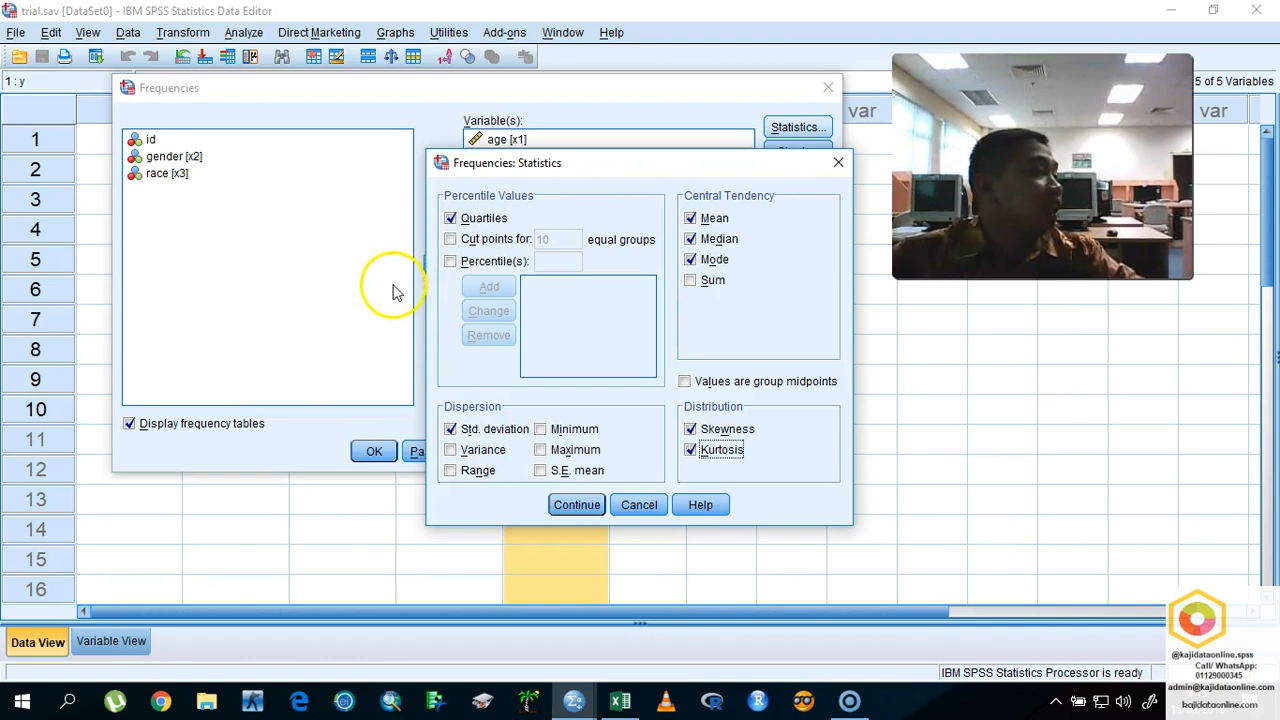 trial.sav [DataSet0] - IBM SPSS Statistics Data Editor
File Edit View Data Transform Analyze Direct Marketing Graphs Utilities Add-ons Window Help
1 : y
5 of 5 Variables
var
var
Frequencies
Variable(s):
id
gender [x2]
race [x3]
age [x1]
Statistics...
Display frequency tables
OK
Pa
Frequencies: Statistics
Percentile Values
Quartiles
Cut points for: 10 equal groups
Percentile(s):
Add
Change
Remove
Central Tendency
Mean
Median
Mode
Sum
Values are group midpoints
Dispersion
Std. deviation
Minimum
Variance
Maximum
Range
S.E. mean
Distribution
Skewness
Kurtosis
Continue
Cancel
Help
1
2
3
4
5
6
7
8
9
10
11
12
13
14
15
16
Data View
Variable View
IBM SPSS Statistics Processor is ready
@kajidataonline.spss
Call/ WhatsApp:
01129000345
admin@kajidataonline.com
kajidataonline.com